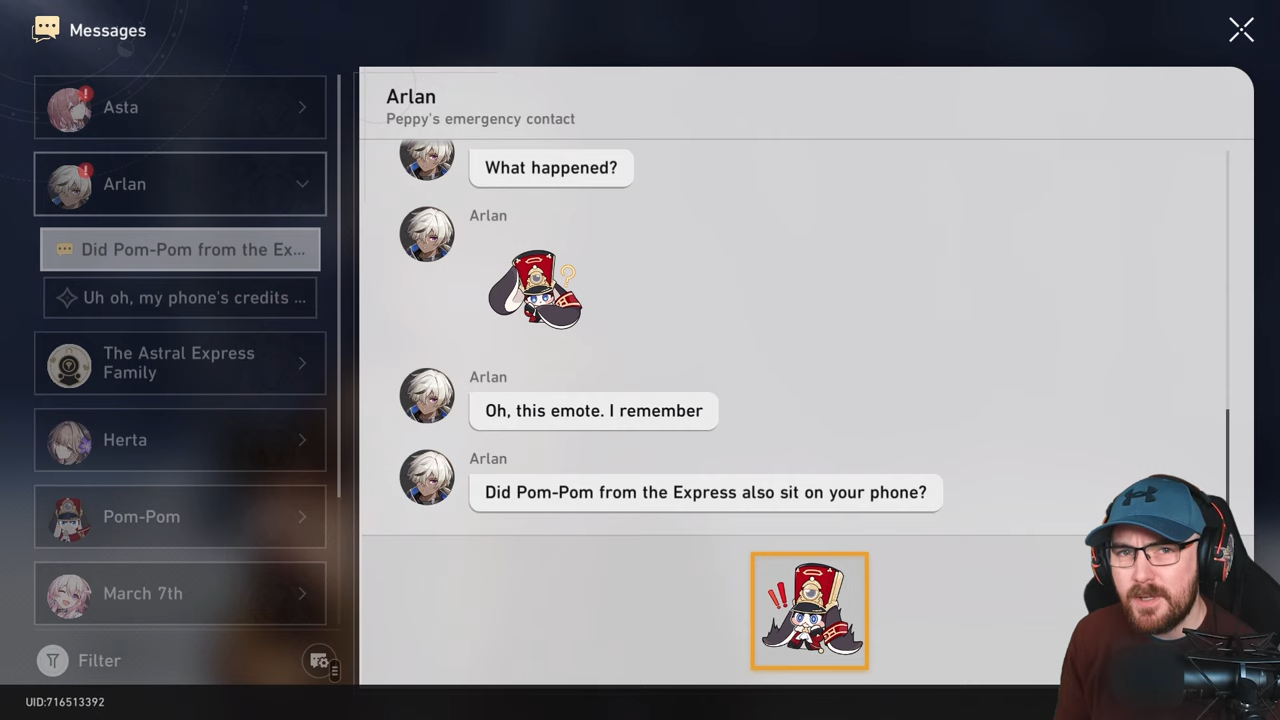 Messages
Asta
Arlan
Did Pom-Pom from the Ex...
Uh oh, my phone's credits ...
The Astral Express
Family
Herta
Pom-Pom
March 7th
Filter
Arlan
Peppy's emergency contact
What happened?
Arlan
Arlan
Oh, this emote. I remember
Arlan
Did Pom-Pom from the Express also sit on your phone?
UID:716513392